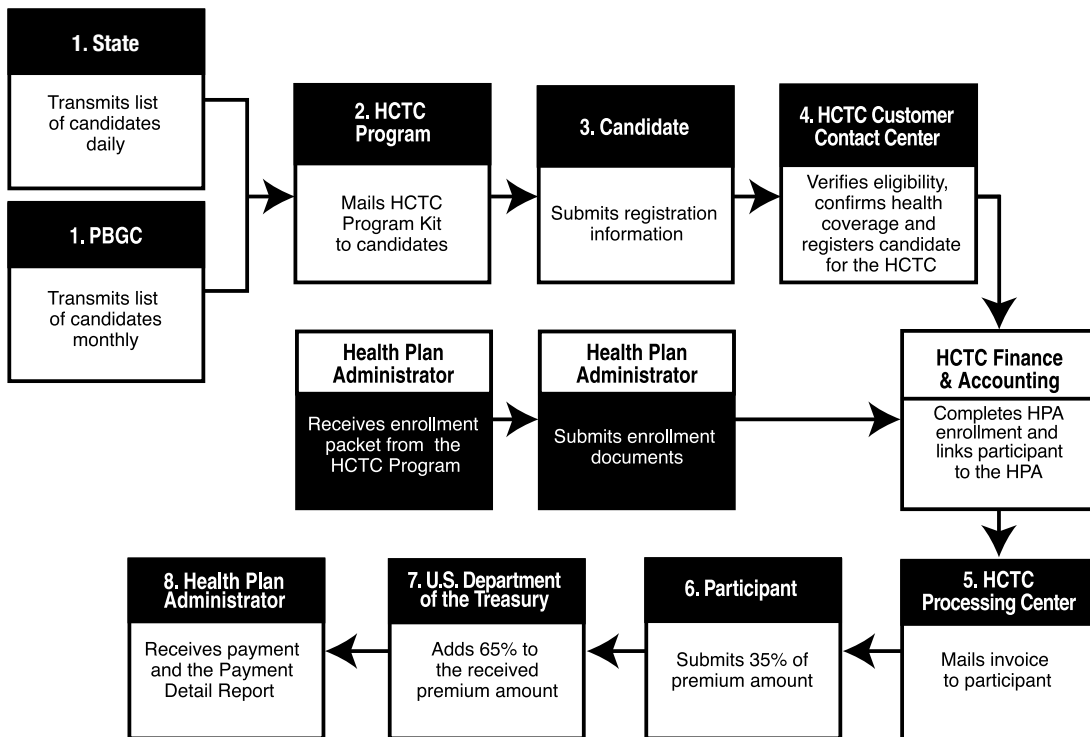 1. State
Transmits list
of candidates
daily
1. PBGC
Transmits list
of candidates
monthly
2. HCTC
Program
Mails HCTC
Program Kit
to candidates
3. Candidate
Submits registration
information
4. HCTC Customer
Contact Center
Verifies eligibility,
confirms health
coverage and
registers candidate
for the HCTC
Health Plan
Administrator
Receives enrollment
packet from the
HCTC Program
Health Plan
Administrator
Submits enrollment
documents
HCTC Finance
& Accounting
Completes HPA
enrollment and
links participant
to the HPA
5. HCTC
Processing Center
Mails invoice
to participant
6. Participant
Submits 35% of
premium amount
7. U.S. Department
of the Treasury
Adds 65% to
the received
premium amount
8. Health Plan
Administrator
Receives payment
and the Payment
Detail Report